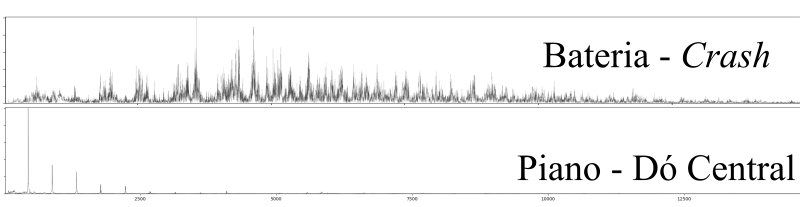 Bateria - Crash
Piano - Dó Central
2500 5000 7500 10000 12500